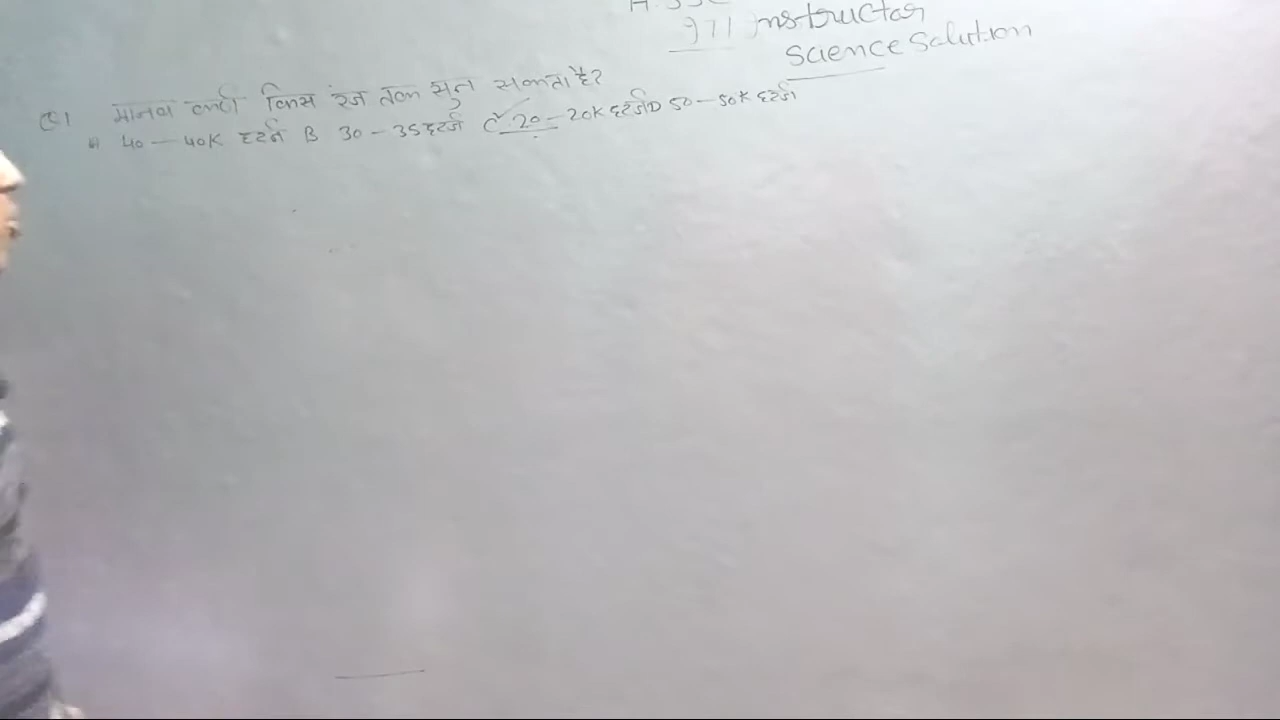 H. SSC
ITI Instructor
Science Solution
Q1 मानव कर्ण किस रेंज तक सुन सकता है?
A 40 – 40K हर्ट्ज B 30 – 35 हर्ट्ज C 20 – 20K हर्ट्ज D 50 – 50K हर्ट्ज